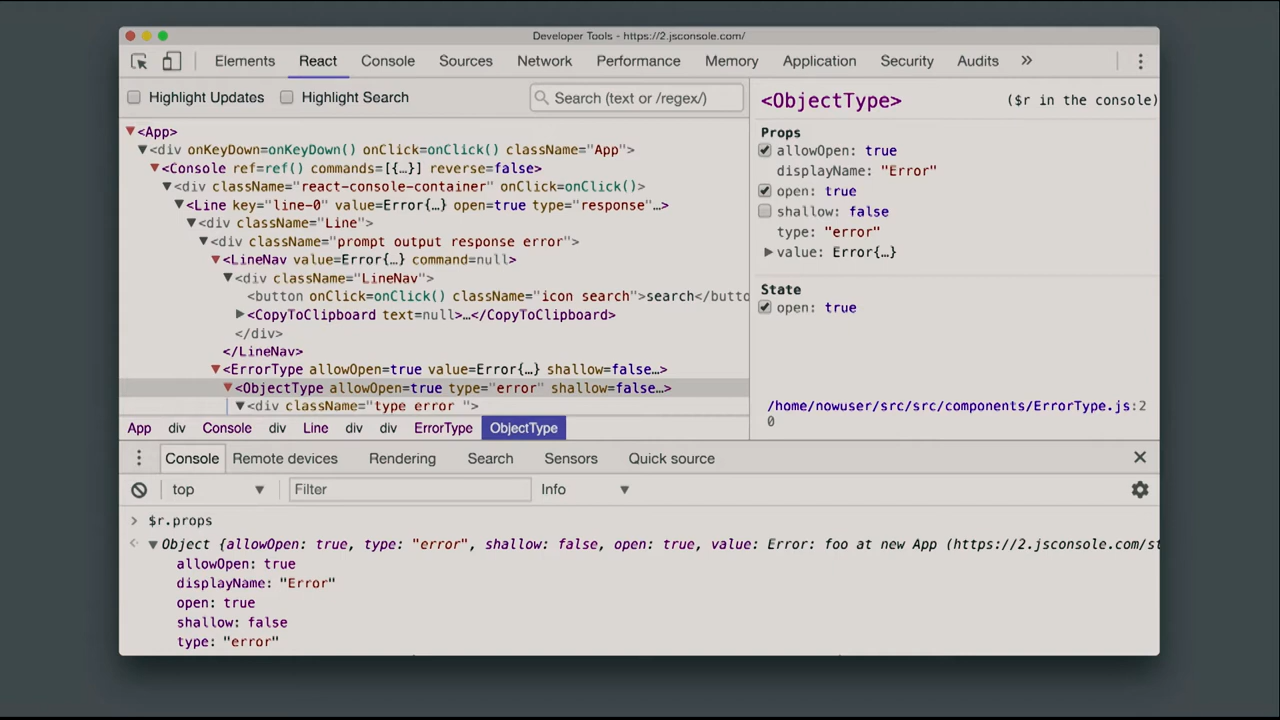 Developer Tools - https://2.jsconsole.com/
Elements React Console Sources Network Performance Memory Application Security Audits »
Highlight Updates Highlight Search Search (text or /regex/)
<App>
<div onKeyDown=onKeyDown() onClick=onClick() className="App">
<Console ref=ref() commands=[{…}] reverse=false>
<div className="react-console-container" onClick=onClick()>
<Line key="line-0" value=Error{…} open=true type="response"…>
<div className="Line">
<div className="prompt output response error">
<LineNav value=Error{…} command=null>
<div className="LineNav">
<button onClick=onClick() className="icon search">search</butto
<CopyToClipboard text=null>…</CopyToClipboard>
</div>
</LineNav>
<ErrorType allowOpen=true value=Error{…} shallow=false…>
<ObjectType allowOpen=true type="error" shallow=false…>
<div className="type error ">
App div Console div Line div div ErrorType ObjectType
<ObjectType> ($r in the console)
Props
allowOpen: true
displayName: "Error"
open: true
shallow: false
type: "error"
value: Error{…}
State
open: true
/home/nowuser/src/src/components/ErrorType.js:2
0
Console Remote devices Rendering Search Sensors Quick source
top Filter Info
> $r.props
Object {allowOpen: true, type: "error", shallow: false, open: true, value: Error: foo at new App (https://2.jsconsole.com/st
allowOpen: true
displayName: "Error"
open: true
shallow: false
type: "error"